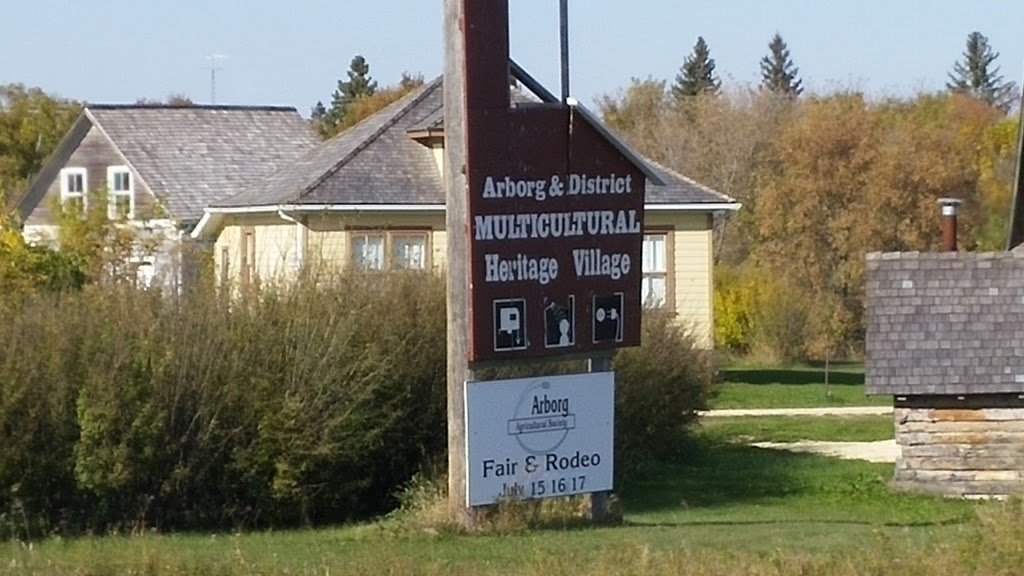 Arborg & District
MULTICULTURAL
Heritage Village
Arborg
Agricultural Society
Fair & Rodeo
July 15 16 17